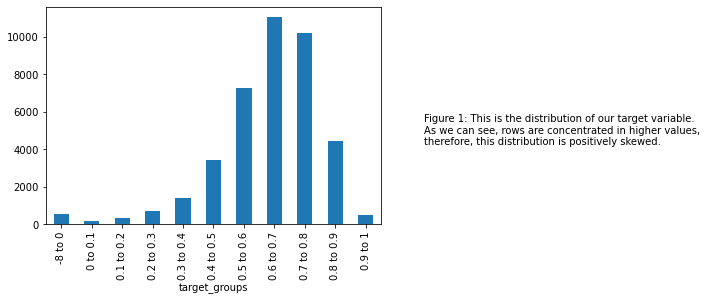 10000
8000
6000
4000
2000
0
-8 to 0
0 to 0.1
0.1 to 0.2
0.2 to 0.3
0.3 to 0.4
0.4 to 0.5
0.5 to 0.6
0.6 to 0.7
0.7 to 0.8
0.8 to 0.9
0.9 to 1
target_groups
Figure 1: This is the distribution of our target variable.
As we can see, rows are concentrated in higher values,
therefore, this distribution is positively skewed.